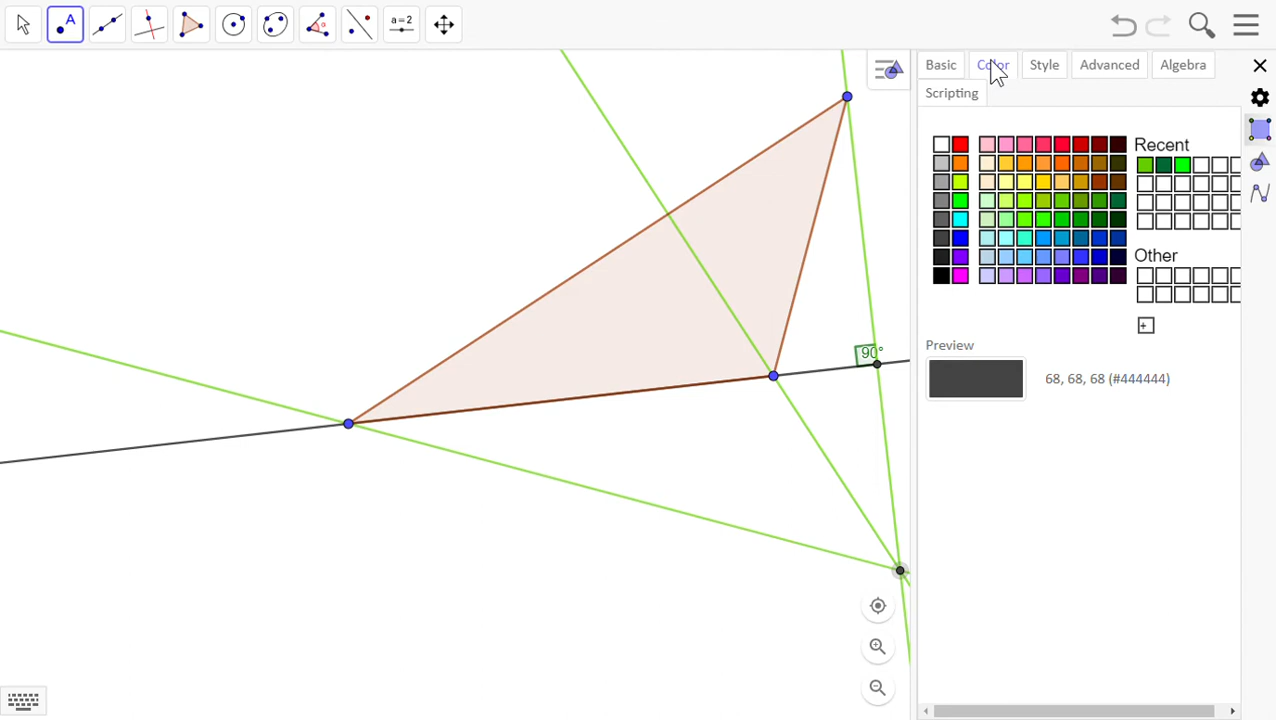 A
a=2
Basic Color Style Advanced Algebra
Scripting
Recent
Other
+
Preview
68, 68, 68 (#444444)
90°